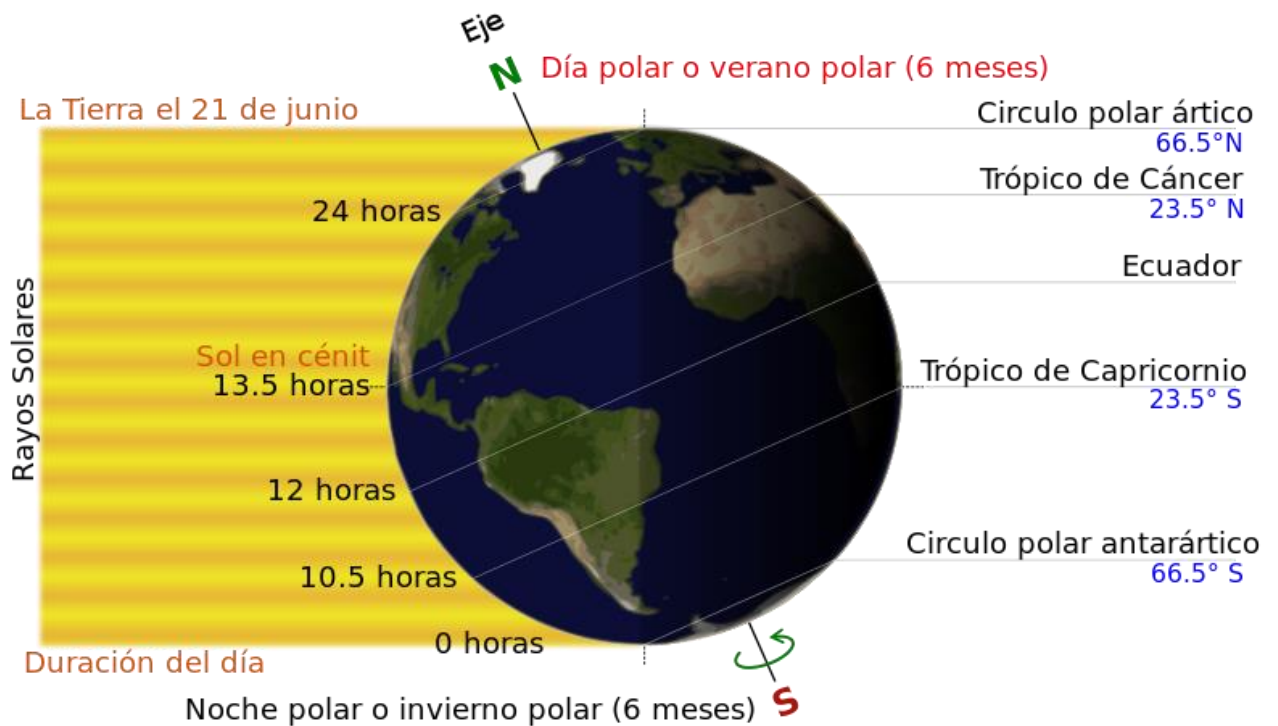 Eje
N
Día polar o verano polar (6 meses)
La Tierra el 21 de junio
Circulo polar ártico
66.5°N
Trópico de Cáncer
23.5° N
24 horas
Ecuador
Rayos Solares
Sol en cénit
13.5 horas
Trópico de Capricornio
23.5° S
12 horas
Circulo polar antarártico
66.5° S
10.5 horas
0 horas
Duración del día
Noche polar o invierno polar (6 meses)
S